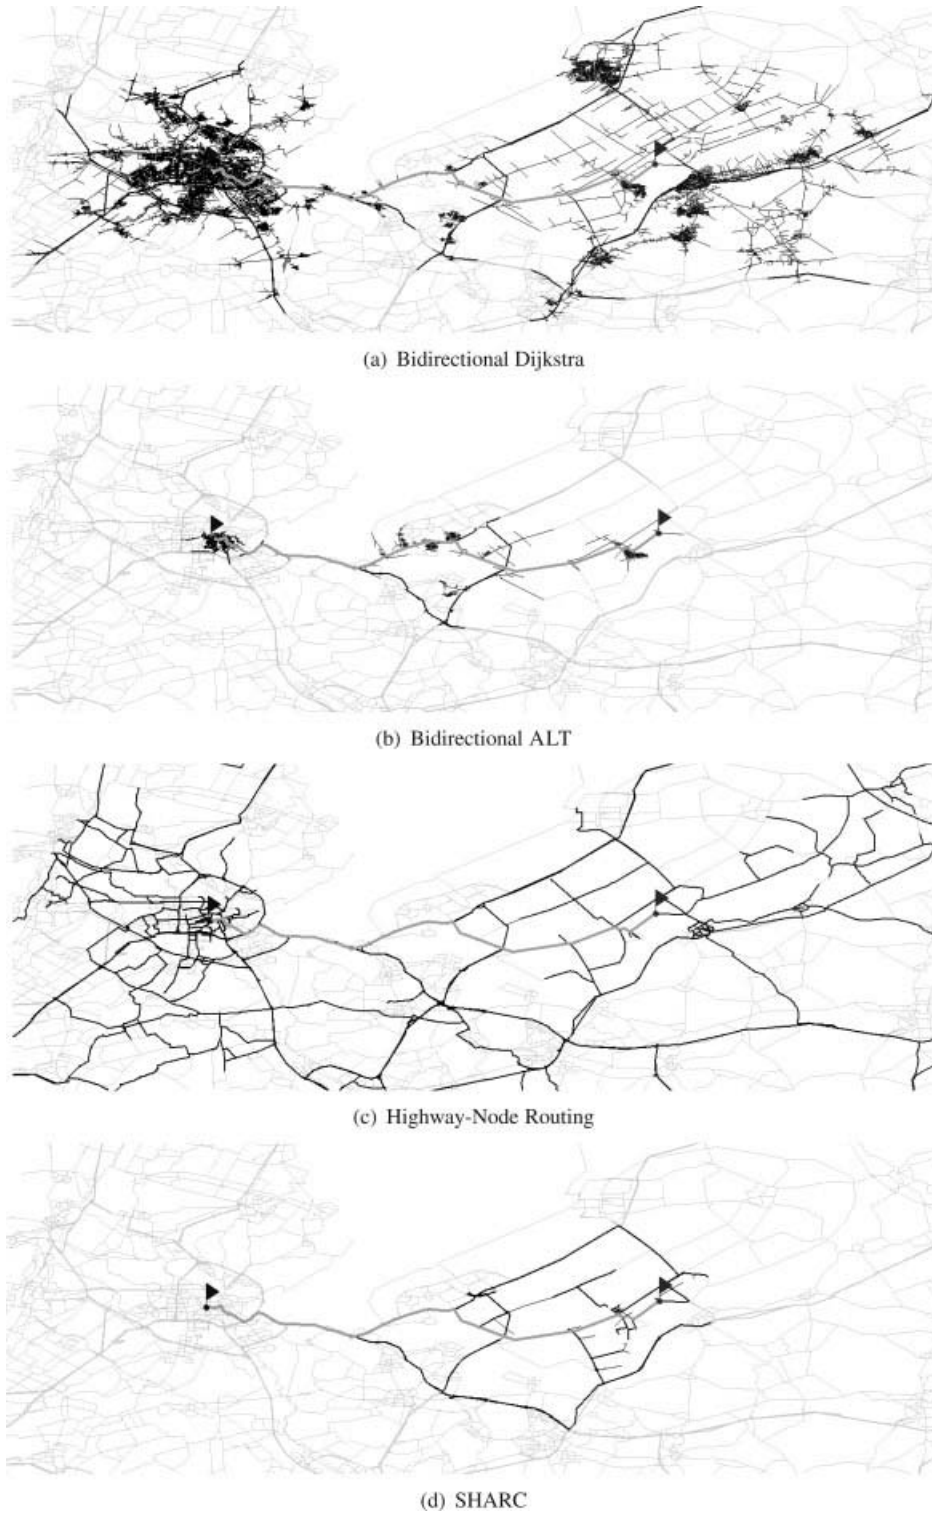 (a) Bidirectional Dijkstra
(b) Bidirectional ALT
(c) Highway-Node Routing
(d) SHARC